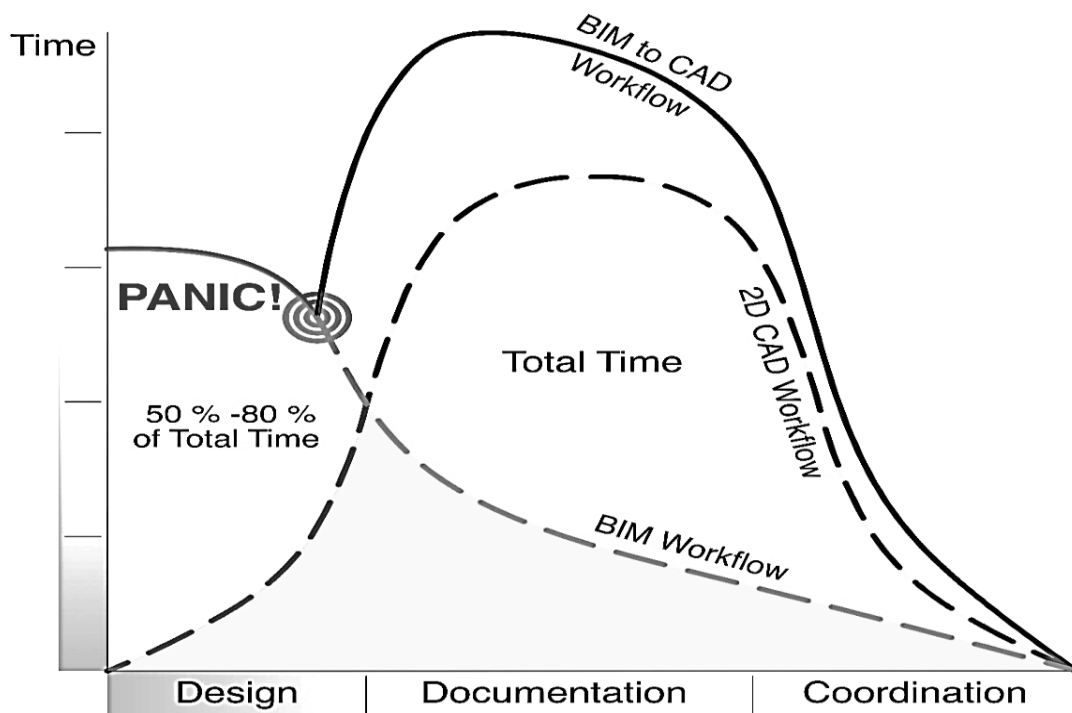 Time
BIM to CAD
Workflow
PANIC!
50 % -80 %
of Total Time
Total Time
2D CAD Workflow
BIM Workflow
Design
Documentation
Coordination